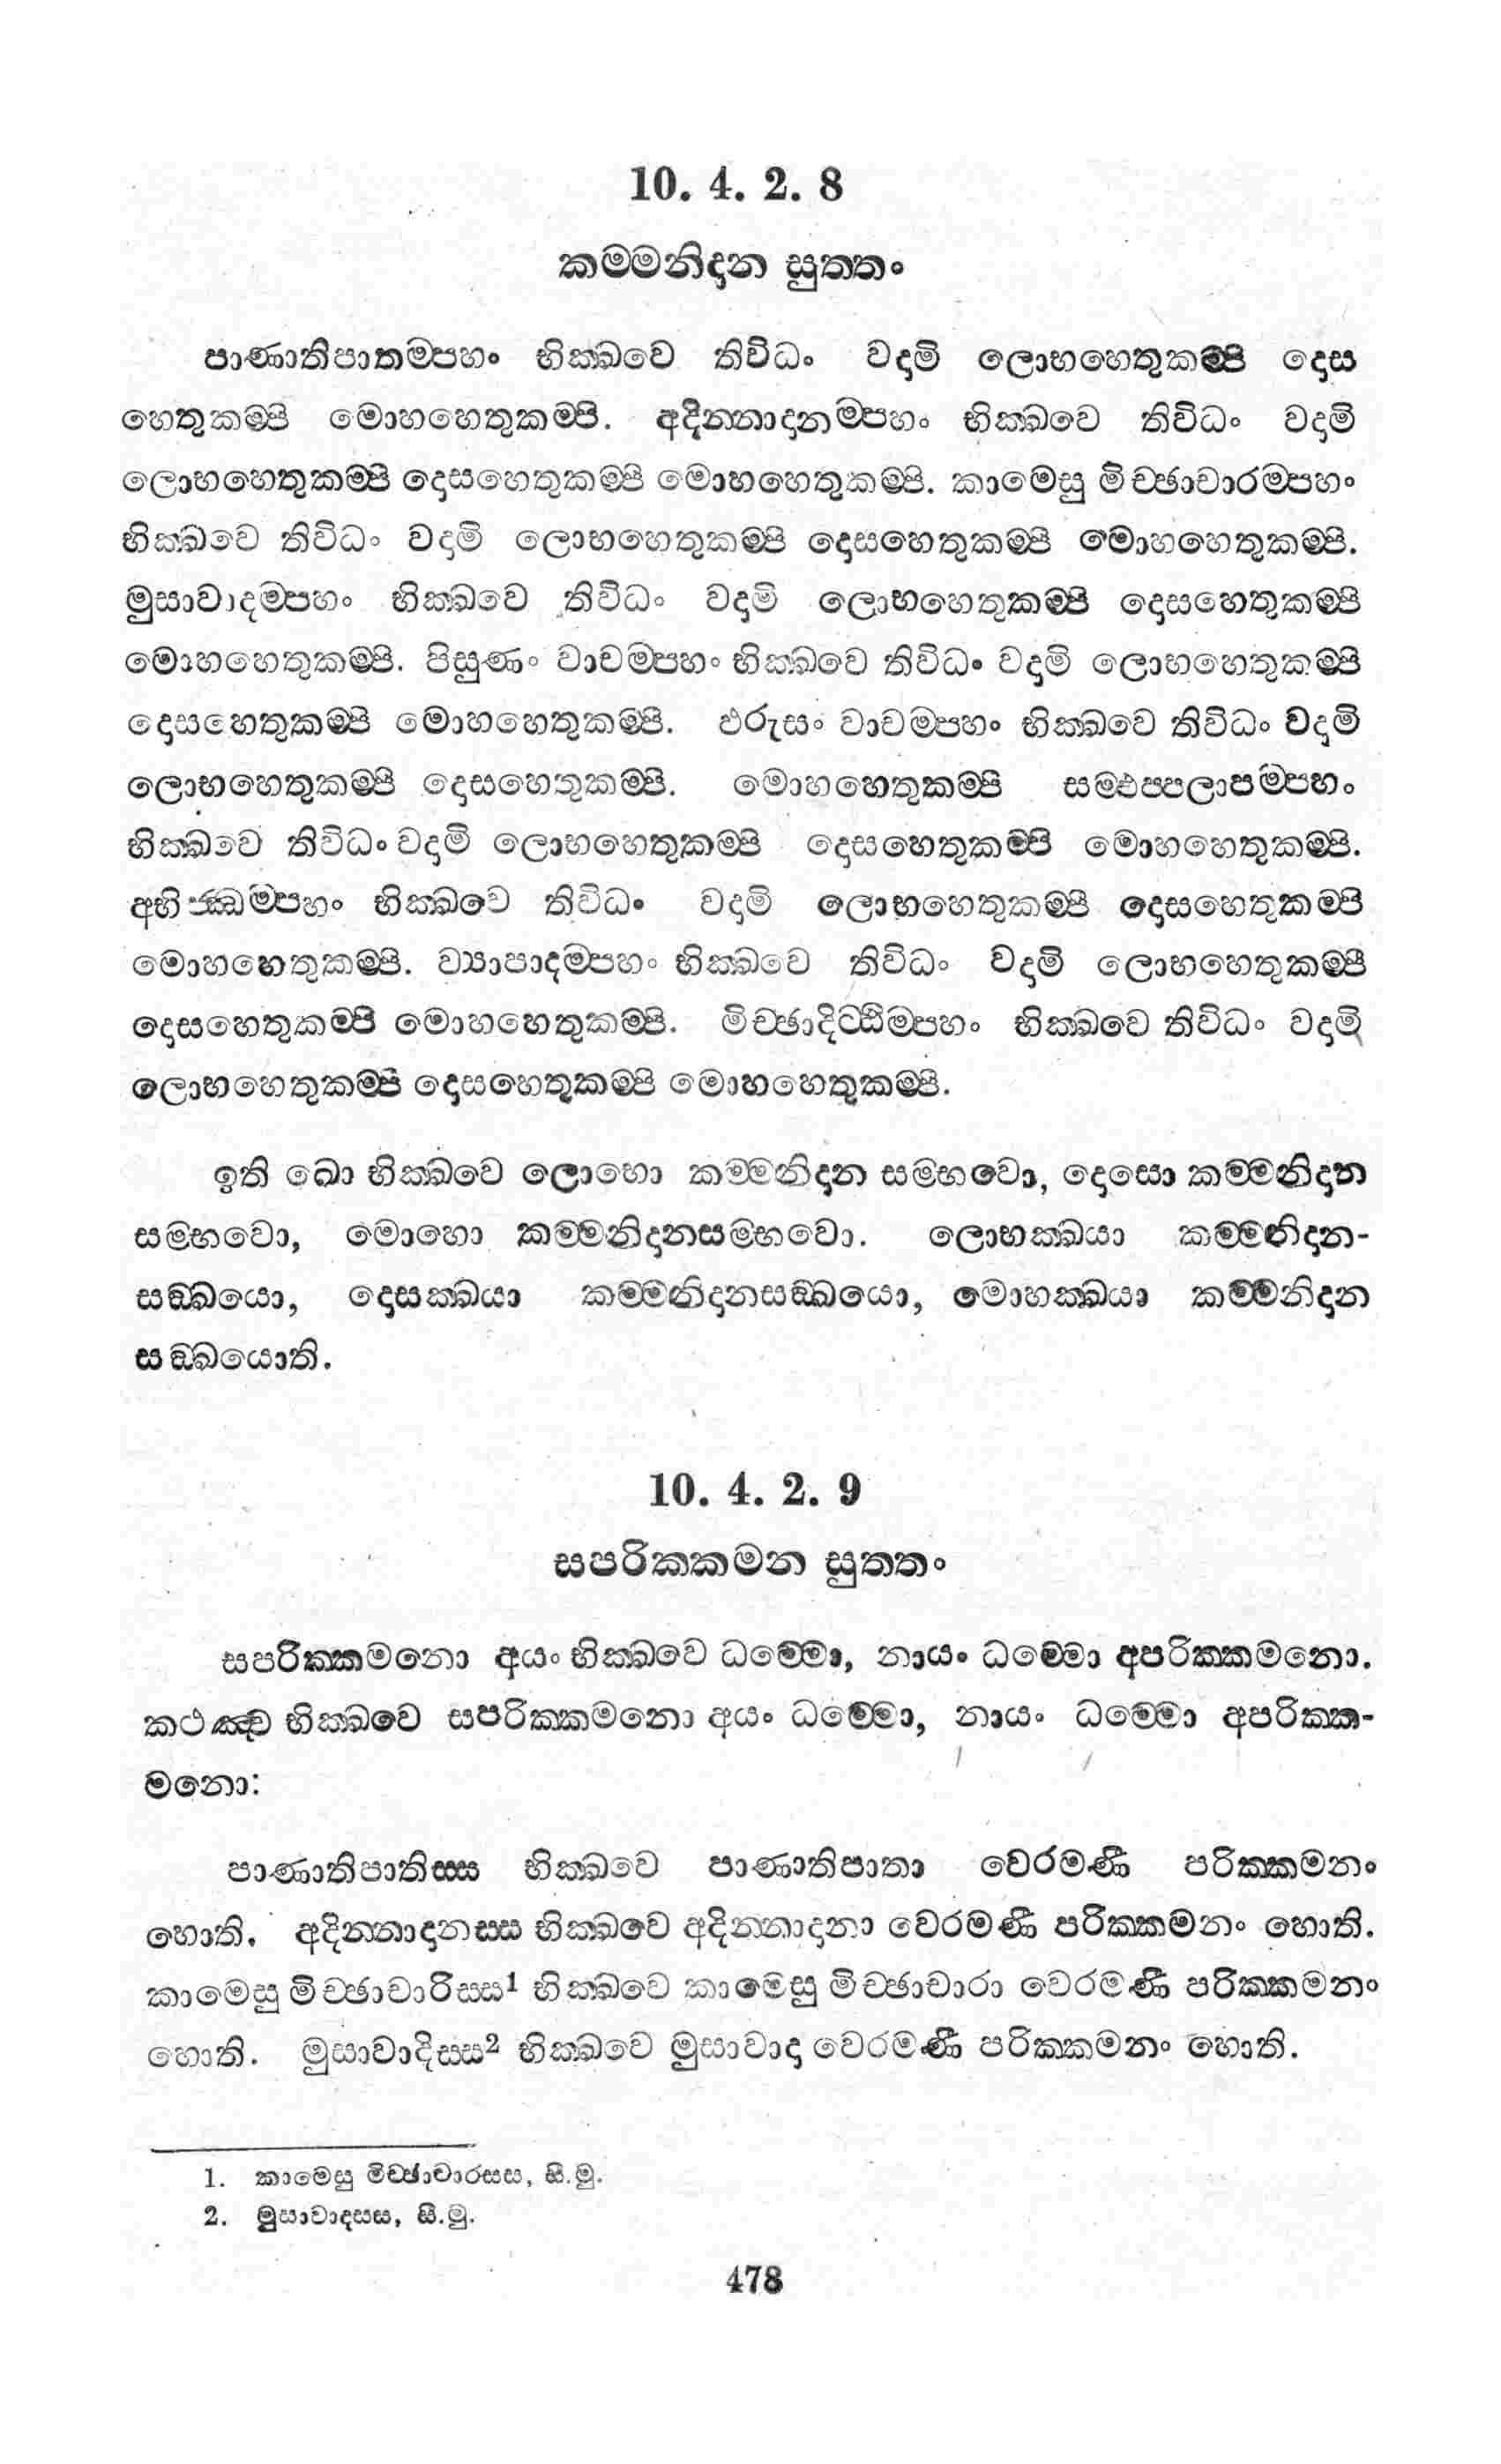 10. 4. 2. 8
කම‍්මනිදාන සුත‍්තං
පාණාතිපාතම‍්පහං භික‍්ඛවෙ තිවිධං වදාමි ලොභහෙතුකම‍්පි දොස
හෙතුකම‍්පි මොහහෙතුකම‍්පි. අදින‍්නාදානම‍්පහං භික‍්ඛවෙ තිවිධං වදාමි
ලොභහෙතුකම‍්පි දොසහෙතුකම‍්පි මොහහෙතුකම‍්පි. කාමෙසු මිච‍්ඡාචාරම‍්පහං
භික‍්ඛවෙ තිවිධං වදාමි ලොභහෙතුකම‍්පි දොසහෙතුකම‍්පි මොහහෙතුකම‍්පි.
මුසාවාදම‍්පහං භික‍්ඛවෙ තිවිධං වදාමි ලොභහෙතුකම‍්පි දොසහෙතුකම‍්පි
මොහහෙතුකම‍්පි. පිසුණං වාචම‍්පහං භික‍්ඛවෙ තිවිධං වදාමි ලොභහෙතුකම‍්පි
දොසහෙතුකම‍්පි මොහහෙතුකම‍්පි. ඵරුසං වාචම‍්පහං භික‍්ඛවෙ තිවිධං වදාමි
ලොභහෙතුකම‍්පි දොසහෙතුකම‍්පි. මොහහෙතුකම‍්පි සම‍්ඵප‍්පලාපම‍්පහං
භික‍්ඛවෙ තිවිධං වදාමි ලොභහෙතුකම‍්පි දොසහෙතුකම‍්පි මොහහෙතුකම‍්පි.
අභිජ‍්ඣම‍්පහං භික‍්ඛවෙ තිවිධං වදාමි ලොභහෙතුකම‍්පි දොසහෙතුකම‍්පි
මොහහෙතුකම‍්පි. ව්‍යාපාදම‍්පහං භික‍්ඛවෙ තිවිධං වදාමි ලොභහෙතුකම‍්පි
දොසහෙතුකම‍්පි මොහහෙතුකම‍්පි. මිච‍්ඡාදිට‍්ඨිම‍්පහං භික‍්ඛවෙ තිවිධං වදාමි
ලොභහෙතුකම‍්පි දොසහෙතුකම‍්පි මොහහෙතුකම‍්පි.
ඉති ඛො භික‍්ඛවෙ ලොභො කම‍්මනිදාන සම‍්භවො, දොසො කම‍්මනිදාන
සම‍්භවො, මොහො කම‍්මනිදානසම‍්භවො. ලොභක‍්ඛයා කම‍්මනිදාන-
සඞ‍්ඛයො, දොසක‍්ඛයා කම‍්මනිදානසඞ‍්ඛයො, මොහක‍්ඛයා කම‍්මනිදාන
සඞ‍්ඛයොති.
10. 4. 2. 9
සපරික‍්කමන සුත‍්තං
සපරික‍්කමනො අයං භික‍්ඛවෙ ධම‍්මො, නායං ධම‍්මො අපරික‍්කමනො.
කථඤ‍්ච භික‍්ඛවෙ සපරික‍්කමනො අයං ධම‍්මො, නායං ධම‍්මො අපරික‍්ක-
මනො:
පාණාතිපාතිස‍්ස භික‍්ඛවෙ පාණාතිපාතා වෙරමණී පරික‍්කමනං
හොති. අදින‍්නාදානස‍්ස භික‍්ඛවෙ අදින‍්නාදානා වෙරමණී පරික‍්කමනං හොති.
කාමෙසු මිච‍්ඡාචාරිස‍්ස¹ භික‍්ඛවෙ කාමෙසු මිච‍්ඡාචාරා වෙරමණී පරික‍්කමනං
හොති. මුසාවාදිස‍්ස² භික‍්ඛවෙ මුසාවාදා වෙරමණී පරික‍්කමනං හොති.
1. කාමෙසු මිච‍්ඡාචාරස‍්ස, සී.මු.
2. මුසාවාදස‍්ස, සී.මු.
478